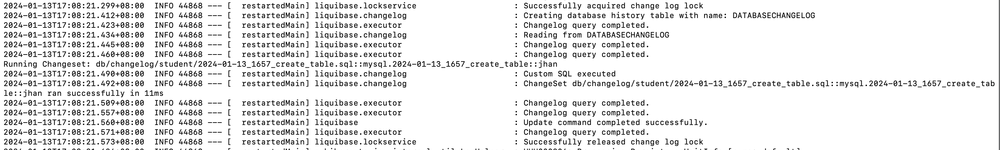 2024-01-13T17:08:21.299+08:00  INFO 44868 --- [  restartedMain] liquibase.lockservice                    : Successfully acquired change log lock
2024-01-13T17:08:21.412+08:00  INFO 44868 --- [  restartedMain] liquibase.changelog                      : Creating database history table with name: DATABASECHANGELOG
2024-01-13T17:08:21.423+08:00  INFO 44868 --- [  restartedMain] liquibase.executor                       : Changelog query completed.
2024-01-13T17:08:21.434+08:00  INFO 44868 --- [  restartedMain] liquibase.changelog                      : Reading from DATABASECHANGELOG
2024-01-13T17:08:21.445+08:00  INFO 44868 --- [  restartedMain] liquibase.executor                       : Changelog query completed.
2024-01-13T17:08:21.460+08:00  INFO 44868 --- [  restartedMain] liquibase.executor                       : Changelog query completed.
Running Changeset: db/changelog/student/2024-01-13_1657_create_table.sql::mysql.2024-01-13_1657_create_table::jhan
2024-01-13T17:08:21.490+08:00  INFO 44868 --- [  restartedMain] liquibase.changelog                      : Custom SQL executed
2024-01-13T17:08:21.492+08:00  INFO 44868 --- [  restartedMain] liquibase.changelog                      : ChangeSet db/changelog/student/2024-01-13_1657_create_table.sql::mysql.2024-01-13_1657_create_tab
le::jhan ran successfully in 11ms
2024-01-13T17:08:21.509+08:00  INFO 44868 --- [  restartedMain] liquibase.executor                       : Changelog query completed.
2024-01-13T17:08:21.557+08:00  INFO 44868 --- [  restartedMain] liquibase.executor                       : Changelog query completed.
2024-01-13T17:08:21.560+08:00  INFO 44868 --- [  restartedMain] liquibase                                : Update command completed successfully.
2024-01-13T17:08:21.571+08:00  INFO 44868 --- [  restartedMain] liquibase.executor                       : Changelog query completed.
2024-01-13T17:08:21.573+08:00  INFO 44868 --- [  restartedMain] liquibase.lockservice                    : Successfully released change log lock